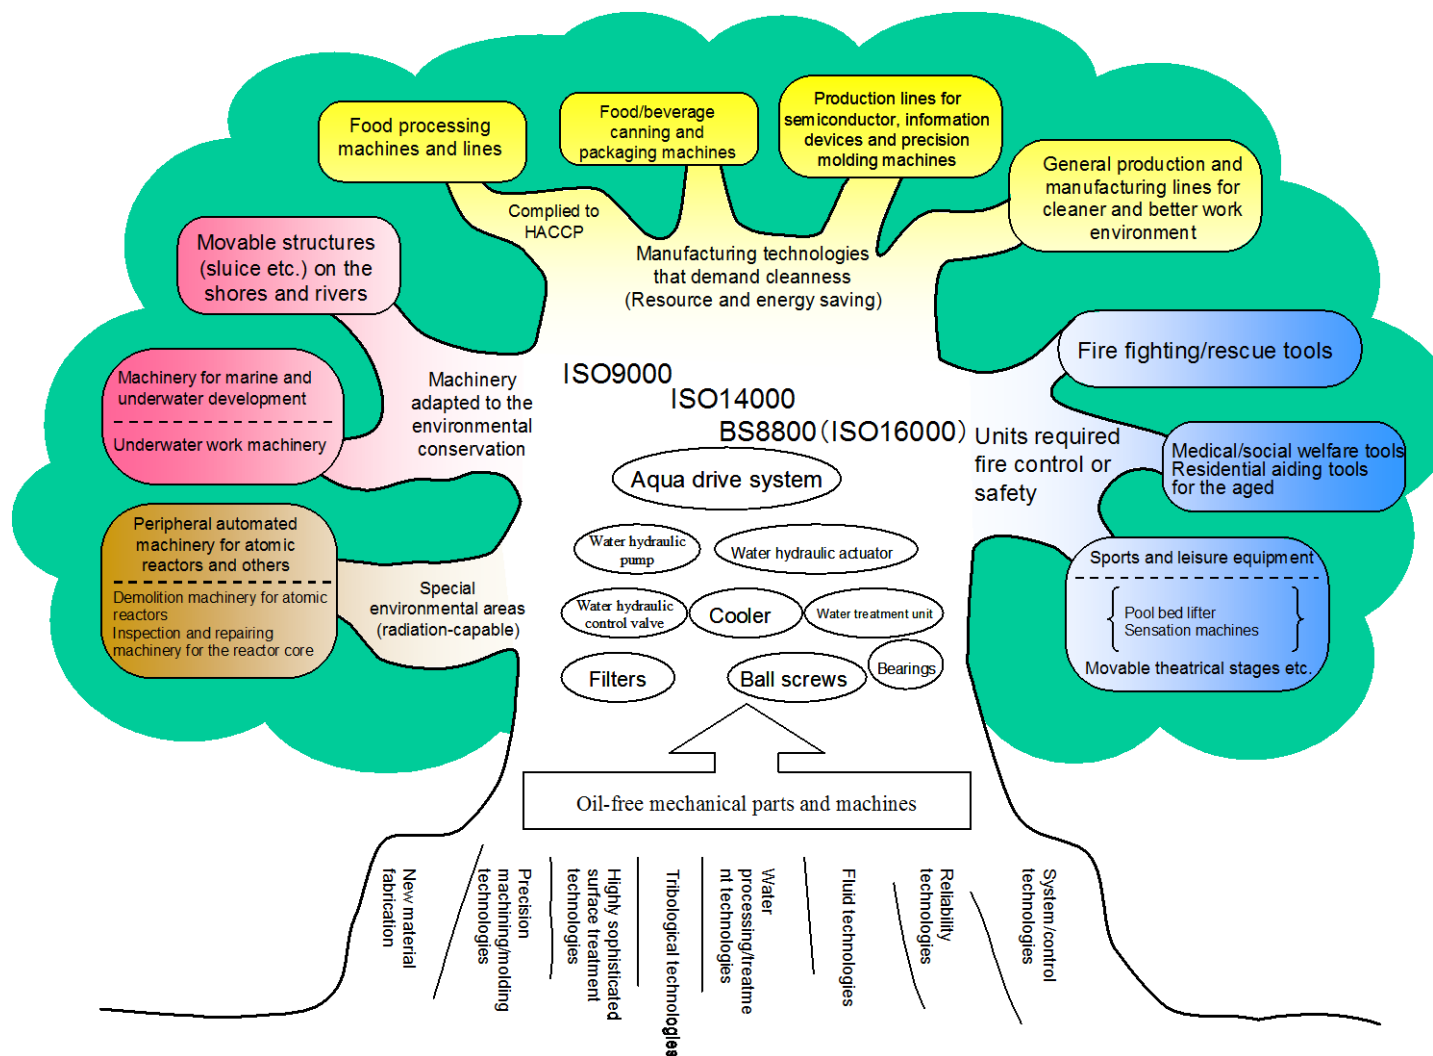 Food processing
machines and lines
Food/beverage
canning and
packaging machines
Production lines for
semiconductor, information
devices and precision
molding machines
General production and
manufacturing lines for
cleaner and better work
environment
Complied to
HACCP
Manufacturing technologies
that demand cleanness
(Resource and energy saving)
Movable structures
(sluice etc.) on the
shores and rivers
Machinery for marine and
underwater development
Underwater work machinery
Machinery
adapted to the
environmental
conservation
Peripheral automated
machinery for atomic
reactors and others
Demolition machinery for atomic
reactors
Inspection and repairing
machinery for the reactor core
Special
environmental areas
(radiation-capable)
ISO9000
ISO14000
BS8800(ISO16000)
Units required
fire control or
safety
Fire fighting/rescue tools
Medical/social welfare tools
Residential aiding tools
for the aged
Sports and leisure equipment
Pool bed lifter
Sensation machines
Movable theatrical stages etc.
Aqua drive system
Water hydraulic
pump
Water hydraulic actuator
Water hydraulic
control valve
Cooler
Water treatment unit
Filters
Ball screws
Bearings
Oil-free mechanical parts and machines
New material
fabrication
Precision
machining/molding
technologies
Highly sophisticated
surface treatment
technologies
Tribological technologies
Water
processing/treatme
nt technologies
Fluid technologies
Reliability
technologies
System/control
technologies